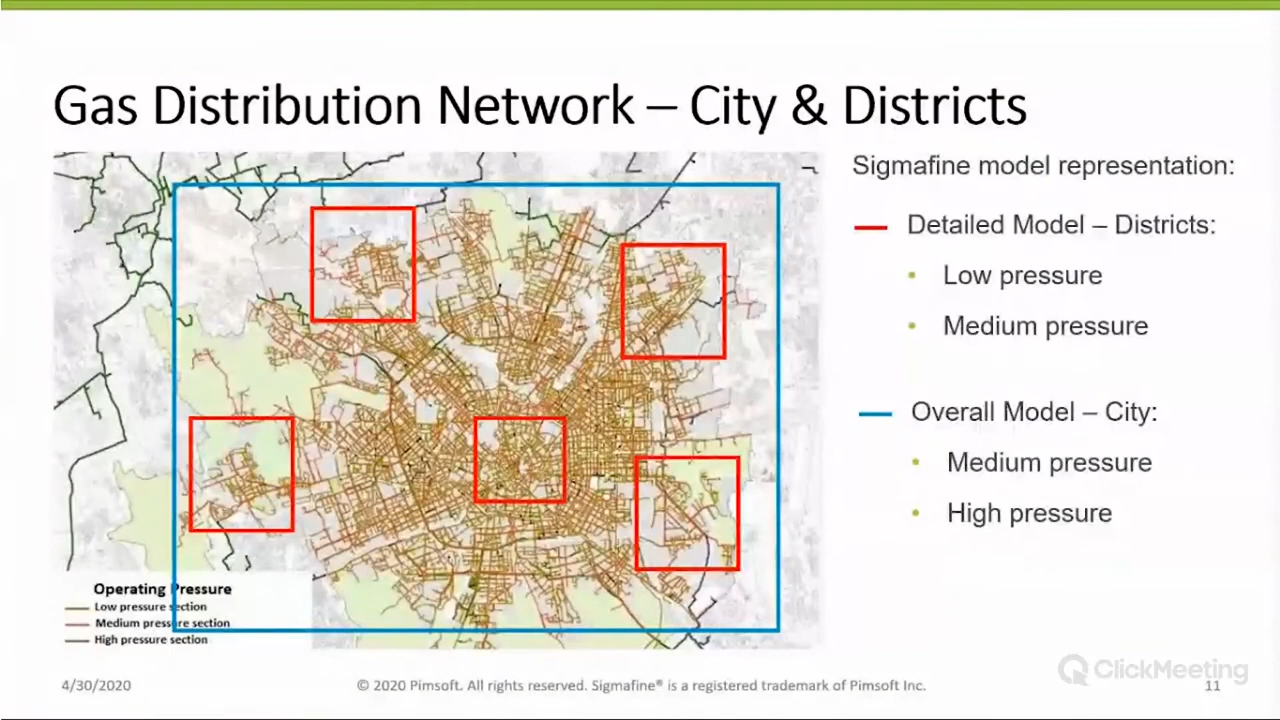 Gas Distribution Network – City & Districts
Sigmafine model representation:
Detailed Model – Districts:
• Low pressure
• Medium pressure
Overall Model – City:
• Medium pressure
• High pressure
Operating Pressure
Low pressure section
Medium pressure section
High pressure section
4/30/2020
© 2020 Pimsoft. All rights reserved. Sigmafine® is a registered trademark of Pimsoft Inc.
ClickMeeting
11